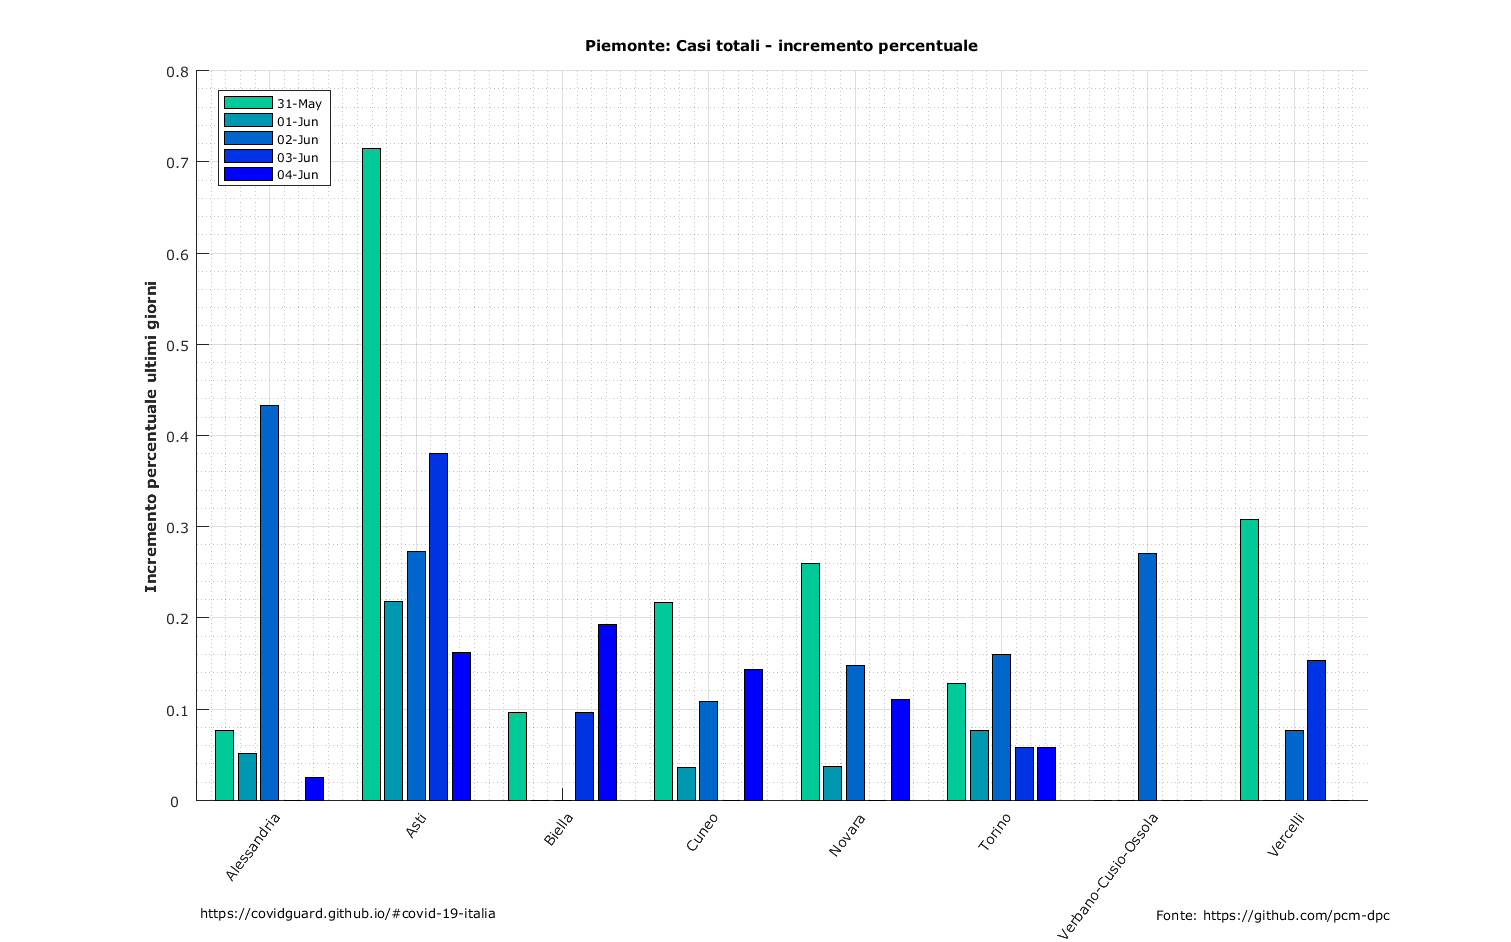 Piemonte: Casi totali - incremento percentuale
Incremento percentuale ultimi giorni
0.8
0.7
0.6
0.5
0.4
0.3
0.2
0.1
0
31-May
01-Jun
02-Jun
03-Jun
04-Jun
Alessandria
Asti
Biella
Cuneo
Novara
Torino
Verbano-Cusio-Ossola
Vercelli
https://covidguard.github.io/#covid-19-italia
Fonte: https://github.com/pcm-dpc